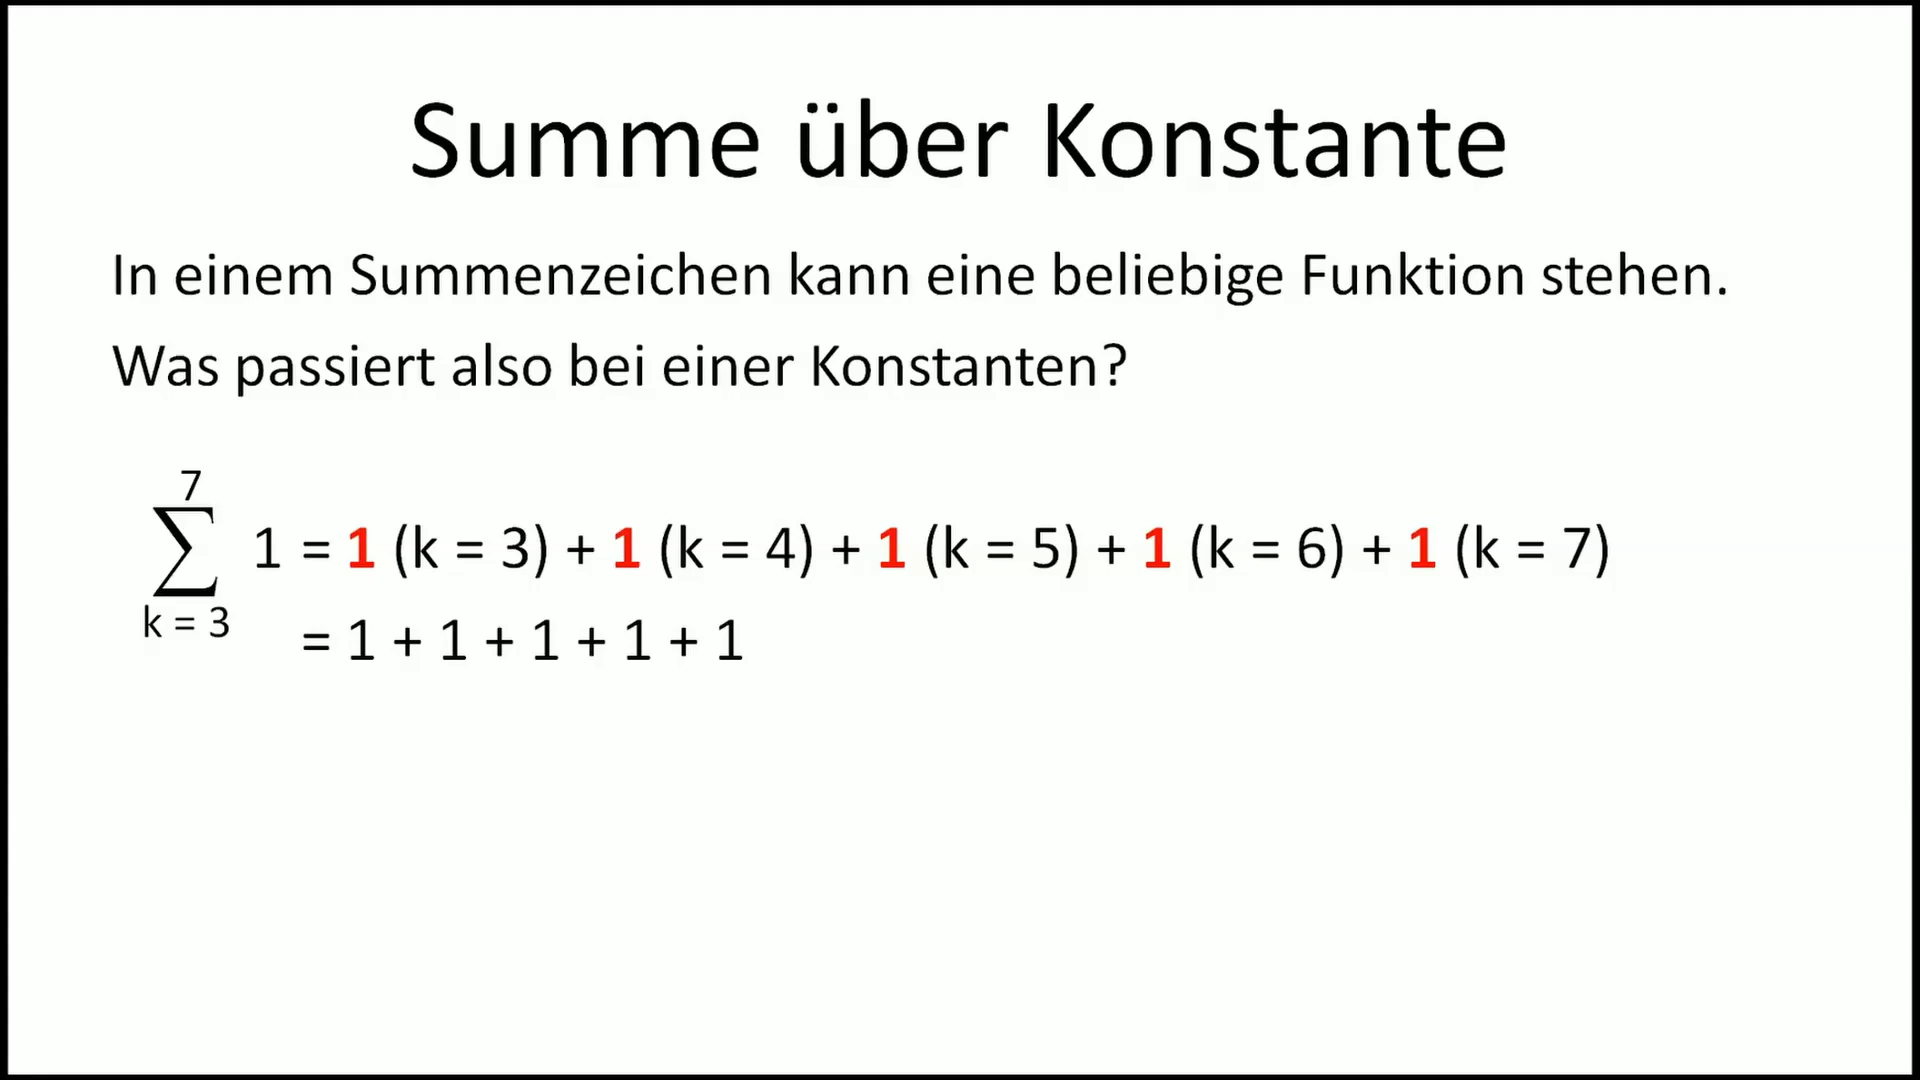 Summe über Konstante
In einem Summenzeichen kann eine beliebige Funktion stehen.
Was passiert also bei einer Konstanten?
7
∑ 1 = 1 (k = 3) + 1 (k = 4) + 1 (k = 5) + 1 (k = 6) + 1 (k = 7)
k = 3
= 1 + 1 + 1 + 1 + 1